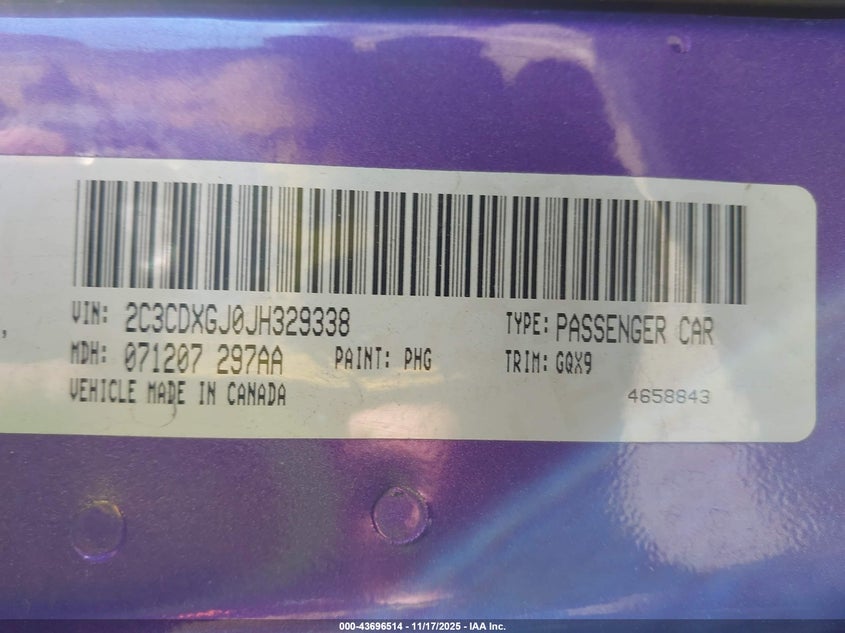 VIN: 2C3CDXGJ0JH329338 TYPE: PASSENGER CAR
MDH: 071207 297AA PAINT: PHG TRIM: GQX9
VEHICLE MADE IN CANADA 4658843
000-43696514 - 11/17/2025 - IAA Inc.